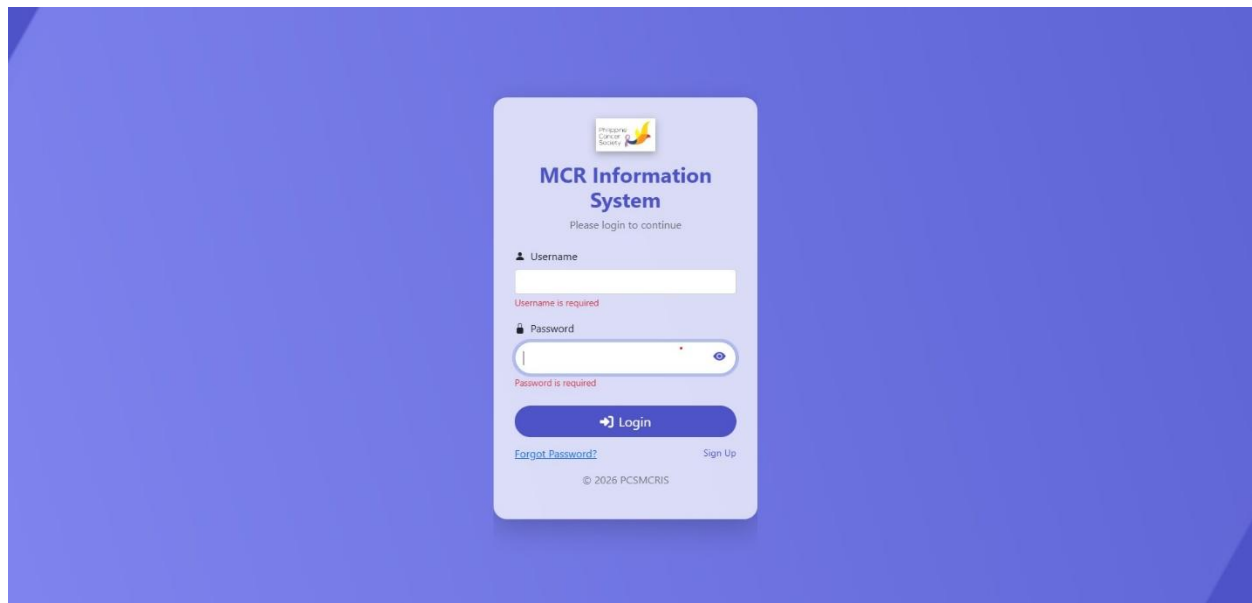 Philippine
Cancer
Society
MCR Information
System
Please login to continue
Username
Username is required
Password
Password is required
Login
Forgot Password?
Sign Up
© 2026 PCSMCRIS